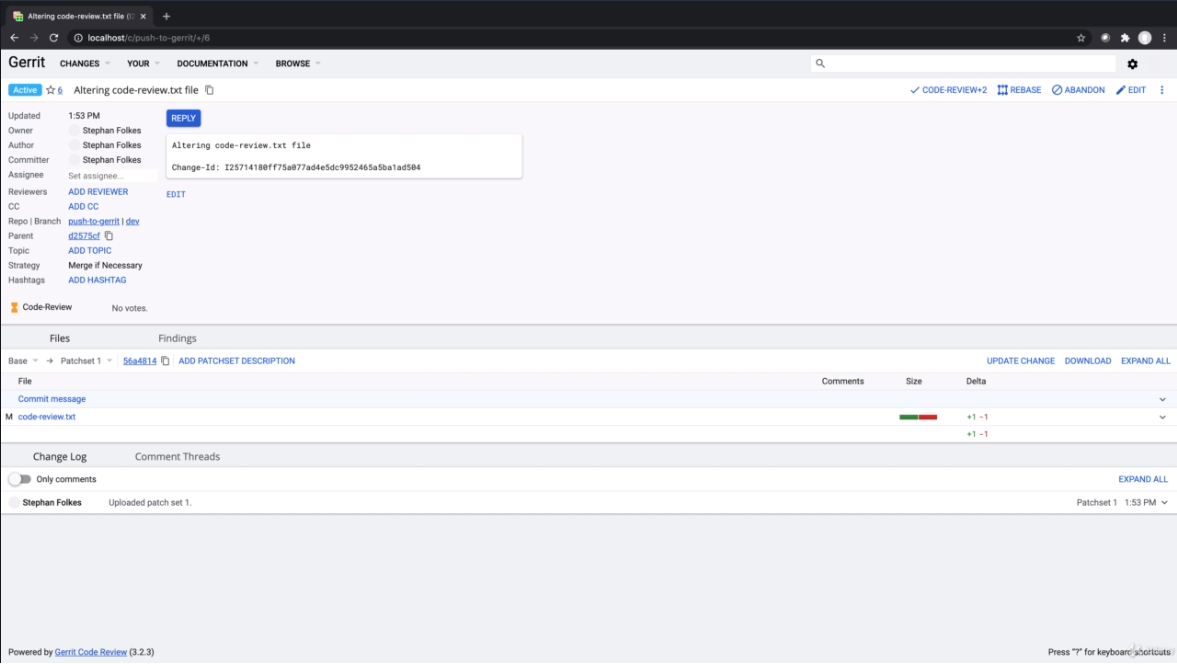 Altering code-review.txt file (
localhost/c/push-to-gerrit/+/6
Gerrit CHANGES YOUR DOCUMENTATION BROWSE
Active 6 Altering code-review.txt file CODE-REVIEW+2 REBASE ABANDON EDIT
Updated 1:53 PM
Owner Stephan Folkes
Author Stephan Folkes
Committer Stephan Folkes
Assignee Set assignee...
Reviewers ADD REVIEWER
CC ADD CC
Repo | Branch push-to-gerrit | dev
Parent d2575cf
Topic ADD TOPIC
Strategy Merge if Necessary
Hashtags ADD HASHTAG
Code-Review No votes.
REPLY
Altering code-review.txt file
Change-Id: I25714180ff75a077ad4e5dc9952465a5ba1ad504
EDIT
Files Findings
Base → Patchset 1 56a4814 ADD PATCHSET DESCRIPTION UPDATE CHANGE DOWNLOAD EXPAND ALL
File Comments Size Delta
Commit message
M code-review.txt +1 -1
+1 -1
Change Log Comment Threads
Only comments EXPAND ALL
Stephan Folkes Uploaded patch set 1. Patchset 1 1:53 PM
Powered by Gerrit Code Review (3.2.3) Press "?" for keyboard shortcuts